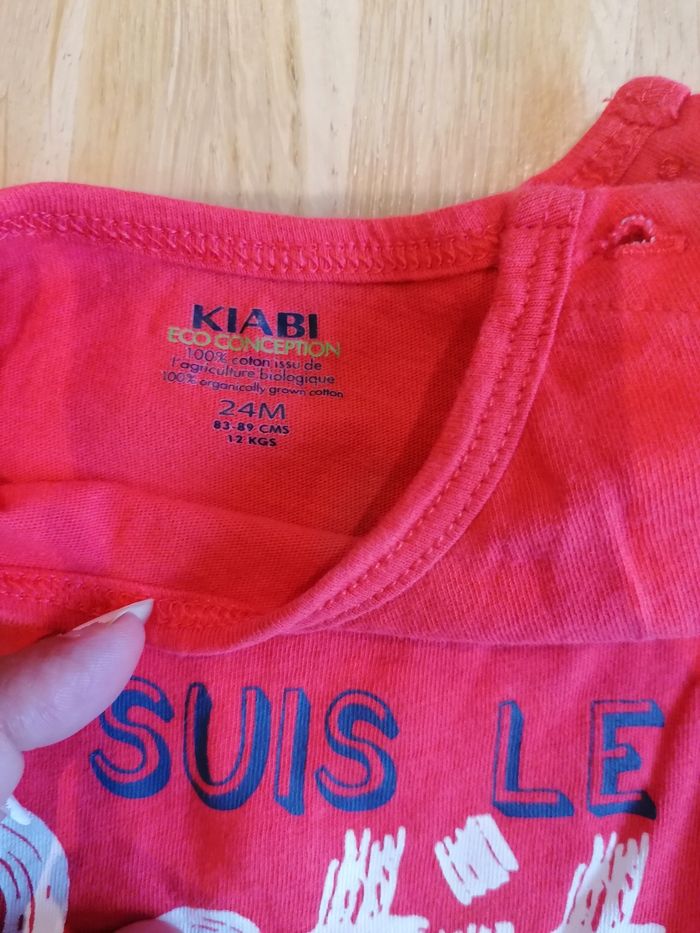 KIABI
ECO CONCEPTION
100% coton issu de
l'agriculture biologique
100% organically grown cotton
24M
83-89 CMS
12 KGS
SUIS LE